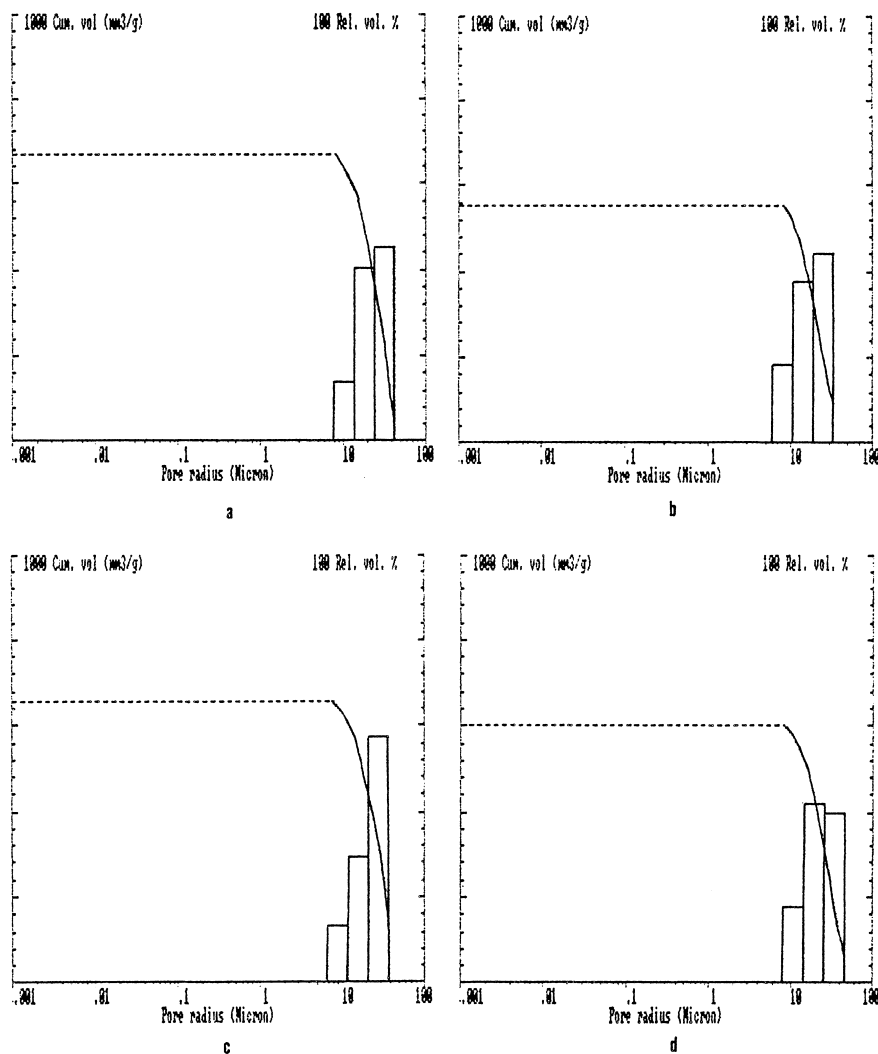 1000 Cum. vol (mm3/g) 100 Rel. vol. %
.001 .01 .1 1 10 100
Pore radius (Micron)
a
1000 Cum. vol (mm3/g) 100 Rel. vol. %
.001 .01 .1 1 10 100
Pore radius (Micron)
b
1000 Cum. vol (mm3/g) 100 Rel. vol. %
.001 .01 .1 1 10 100
Pore radius (Micron)
c
1000 Cum. vol (mm3/g) 100 Rel. vol. %
.001 .01 .1 1 10 100
Pore radius (Micron)
d